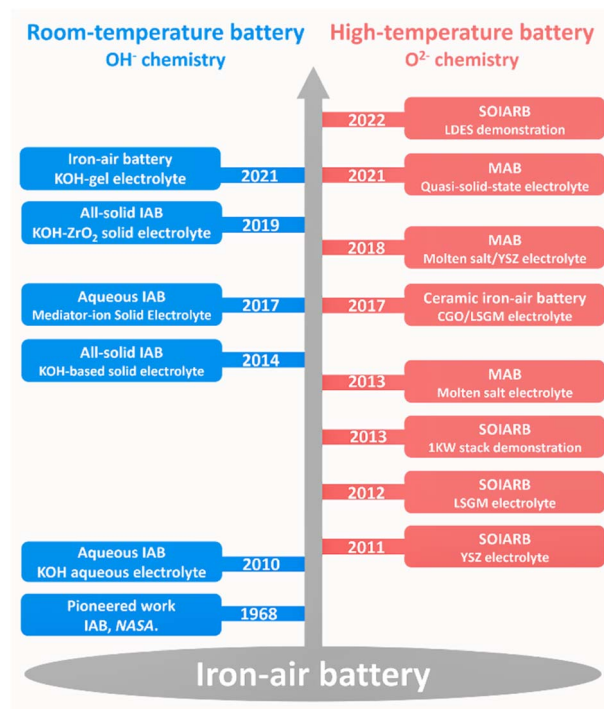 Room-temperature battery
OH⁻ chemistry
High-temperature battery
O²⁻ chemistry
2022
SOIARB
LDES demonstration
Iron-air battery
KOH-gel electrolyte
2021
2021
MAB
Quasi-solid-state electrolyte
All-solid IAB
KOH-ZrO₂ solid electrolyte
2019
2018
MAB
Molten salt/YSZ electrolyte
Aqueous IAB
Mediator-ion Solid Electrolyte
2017
2017
Ceramic iron-air battery
CGO/LSGM electrolyte
All-solid IAB
KOH-based solid electrolyte
2014
2013
MAB
Molten salt electrolyte
2013
SOIARB
1KW stack demonstration
2012
SOIARB
LSGM electrolyte
2011
SOIARB
YSZ electrolyte
Aqueous IAB
KOH aqueous electrolyte
2010
Pioneered work
IAB, NASA.
1968
Iron-air battery